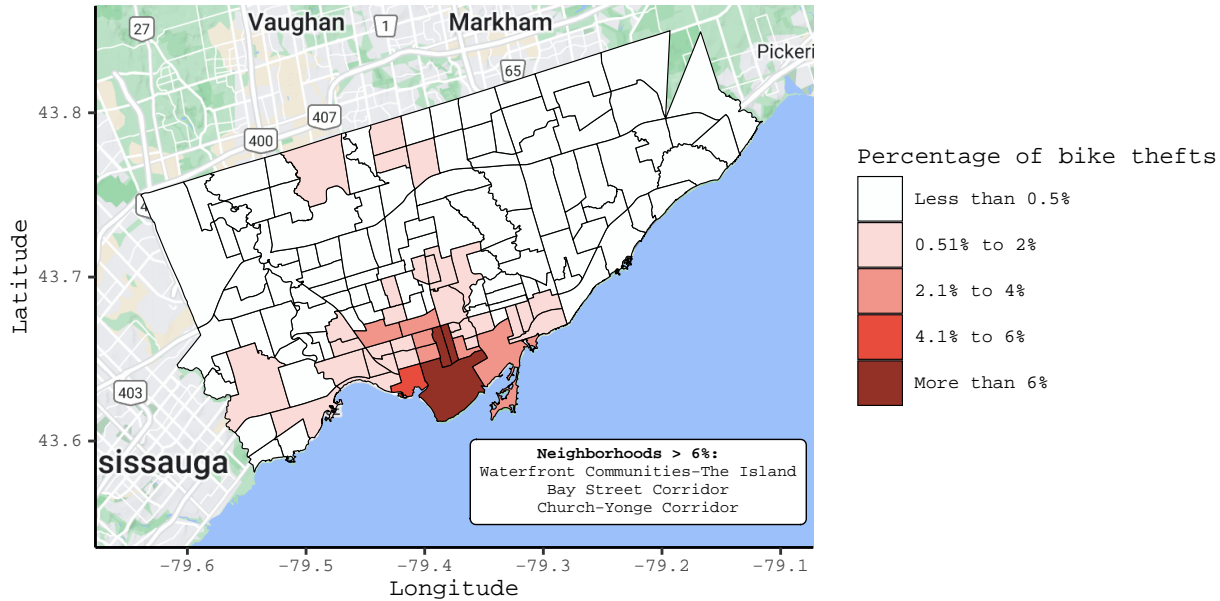 27
Vaughan
1
Markham
65
Pickeri
407
400
4
403
sissauga
43.8
43.7
43.6
Latitude
-79.6
-79.5
-79.4
-79.3
-79.2
-79.1
Longitude
Neighborhoods > 6%:
Waterfront Communities-The Island
Bay Street Corridor
Church-Yonge Corridor
Percentage of bike thefts
Less than 0.5%
0.51% to 2%
2.1% to 4%
4.1% to 6%
More than 6%